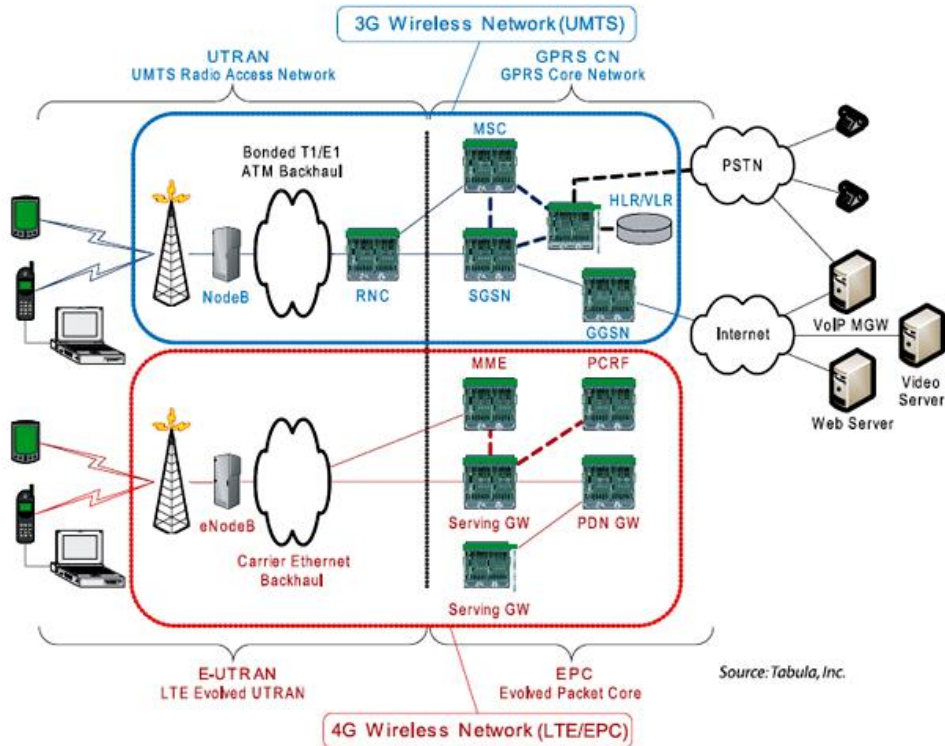 3G Wireless Network (UMTS)
UTRAN
UMTS Radio Access Network
GPRS CN
GPRS Core Network
MSC
Bonded T1/E1
ATM Backhaul
PSTN
HLR/VLR
NodeB
RNC
SGSN
GGSN
Internet
VoIP MGW
Video
Server
Web Server
MME
PCRF
eNodeB
Serving GW
PDN GW
Carrier Ethernet
Backhaul
Serving GW
E-UTRAN
LTE Evolved UTRAN
EPC
Evolved Packet Core
Source: Tabula, Inc.
4G Wireless Network (LTE/EPC)